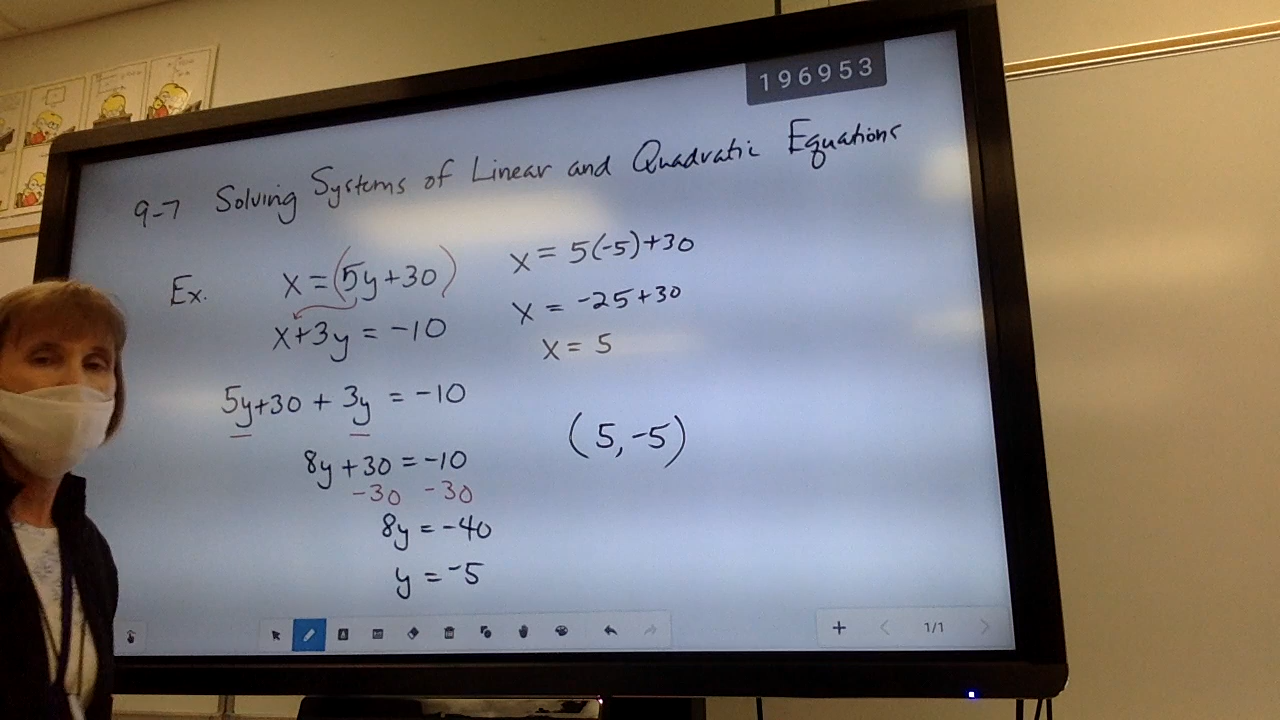 196953
9-7 Solving Systems of Linear and Quadratic Equations
Ex. x = (5y+30)
x+3y = -10
5y+30 + 3y = -10
8y+30 = -10
-30 -30
8y = -40
y = -5
x = 5(-5)+30
x = -25+30
x = 5
(5,-5)
1/1